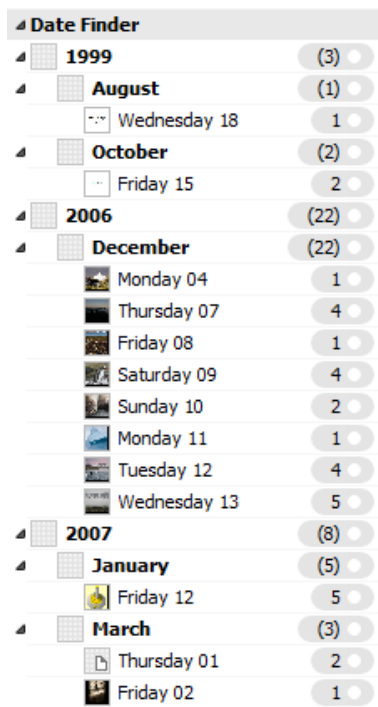 Date Finder
1999 (3)
August (1)
Wednesday 18 1
October (2)
Friday 15 2
2006 (22)
December (22)
Monday 04 1
Thursday 07 4
Friday 08 1
Saturday 09 4
Sunday 10 2
Monday 11 1
Tuesday 12 4
Wednesday 13 5
2007 (8)
January (5)
Friday 12 5
March (3)
Thursday 01 2
Friday 02 1